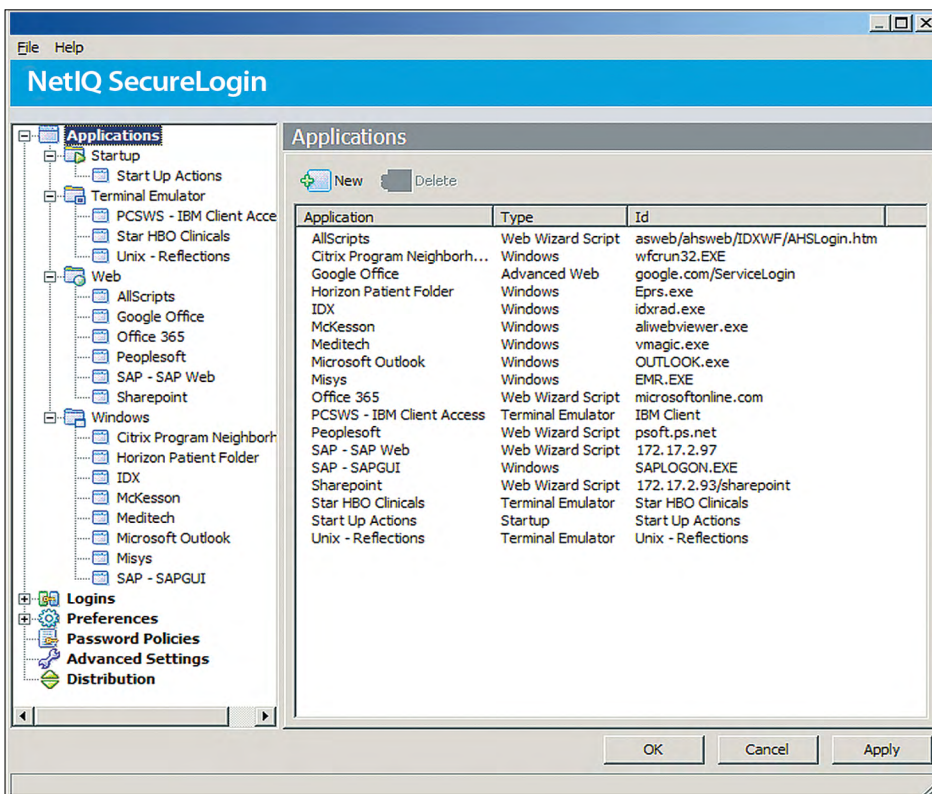 File Help
NetIQ SecureLogin
Applications
Startup
Start Up Actions
Terminal Emulator
PCSWS - IBM Client Acce
Star HBO Clinicals
Unix - Reflections
Web
AllScripts
Google Office
Office 365
Peoplesoft
SAP - SAP Web
Sharepoint
Windows
Citrix Program Neighborh
Horizon Patient Folder
IDX
McKesson
Meditech
Microsoft Outlook
Misys
SAP - SAPGUI
Logins
Preferences
Password Policies
Advanced Settings
Distribution
Applications
New Delete
Application Type Id
AllScripts Web Wizard Script asweb/ahsweb/IDXWF/AHSLogin.htm
Citrix Program Neighborh... Windows wfcrun32.EXE
Google Office Advanced Web google.com/ServiceLogin
Horizon Patient Folder Windows Eprs.exe
IDX Windows idxrad.exe
McKesson Windows aliwebviewer.exe
Meditech Windows vmagic.exe
Microsoft Outlook Windows OUTLOOK.exe
Misys Windows EMR.EXE
Office 365 Web Wizard Script microsoftonline.com
PCSWS - IBM Client Access Terminal Emulator IBM Client
Peoplesoft Web Wizard Script psoft.ps.net
SAP - SAP Web Web Wizard Script 172.17.2.97
SAP - SAPGUI Windows SAPLOGON.EXE
Sharepoint Web Wizard Script 172.17.2.93/sharepoint
Star HBO Clinicals Terminal Emulator Star HBO Clinicals
Start Up Actions Startup Start Up Actions
Unix - Reflections Terminal Emulator Unix - Reflections
OK Cancel Apply